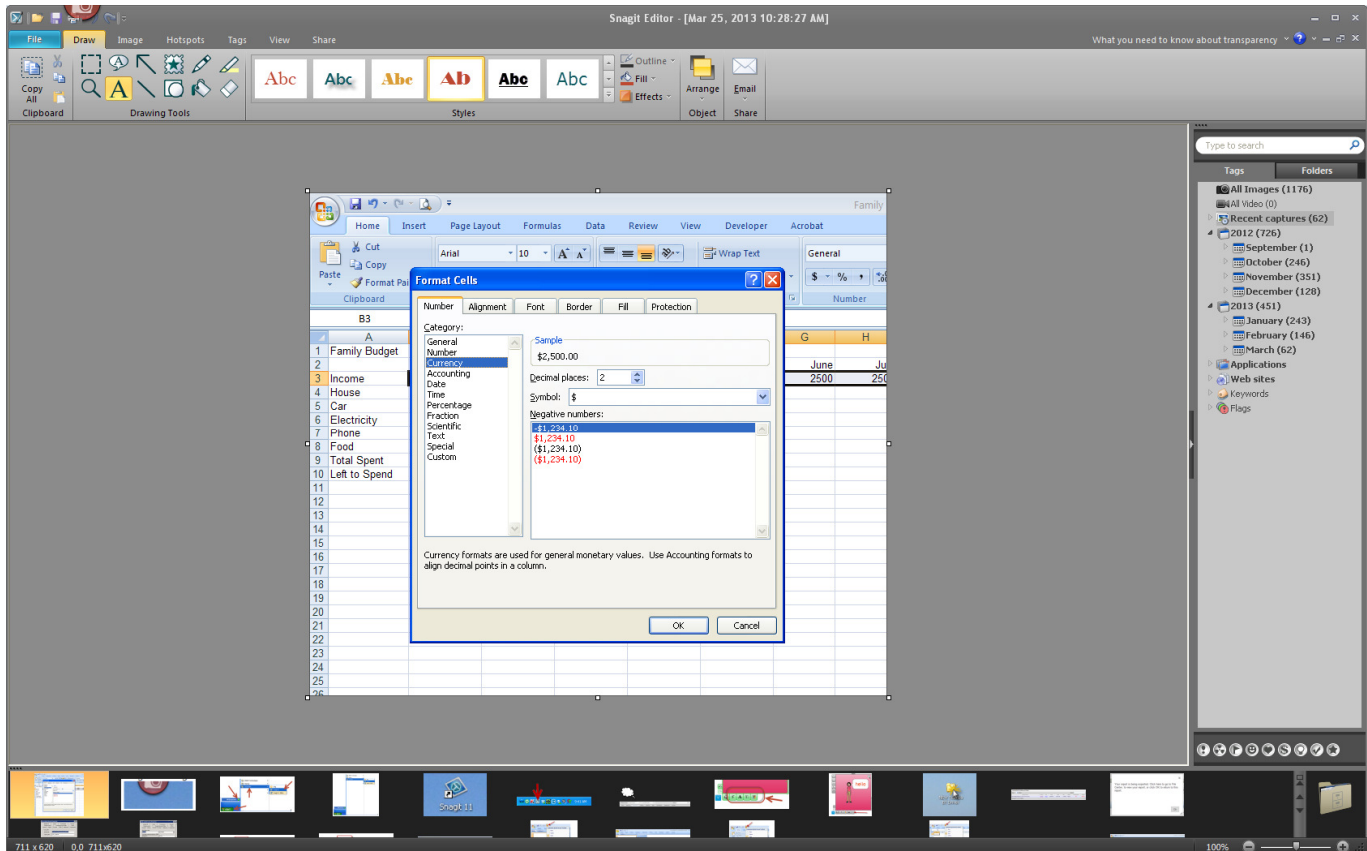 Snagit Editor - [Mar 25, 2013 10:28:27 AM]
File Draw Image Hotspots Tags View Share
What you need to know about transparency
Copy All
Abc Abc Abc Ab Abc Abc
Outline
Fill
Effects
Arrange
Email
Clipboard Drawing Tools Styles Object Share
Type to search
Tags Folders
All Images (1176)
All Video (0)
Recent captures (62)
2012 (726)
September (1)
October (246)
November (351)
December (128)
2013 (451)
January (243)
February (146)
March (62)
Applications
Web sites
Keywords
Flags
Family
Home Insert Page Layout Formulas Data Review View Developer Acrobat
Cut
Copy
Format Pai
Paste
Arial 10
Wrap Text
General
$ % ,
Clipboard Number
B3
A G H
1 Family Budget
2 June Ju
3 Income 2500 250
4 House
5 Car
6 Electricity
7 Phone
8 Food
9 Total Spent
10 Left to Spend
11
12
13
14
15
16
17
18
19
20
21
22
23
24
25
26
Format Cells
Number Alignment Font Border Fill Protection
Category:
General
Number
Currency
Accounting
Date
Time
Percentage
Fraction
Scientific
Text
Special
Custom
Sample
$2,500.00
Decimal places: 2
Symbol: $
Negative numbers:
-$1,234.10
$1,234.10
($1,234.10)
($1,234.10)
Currency formats are used for general monetary values. Use Accounting formats to
align decimal points in a column.
OK Cancel
Snagit 11
hello
711 x 620 0,0 711x620
100%